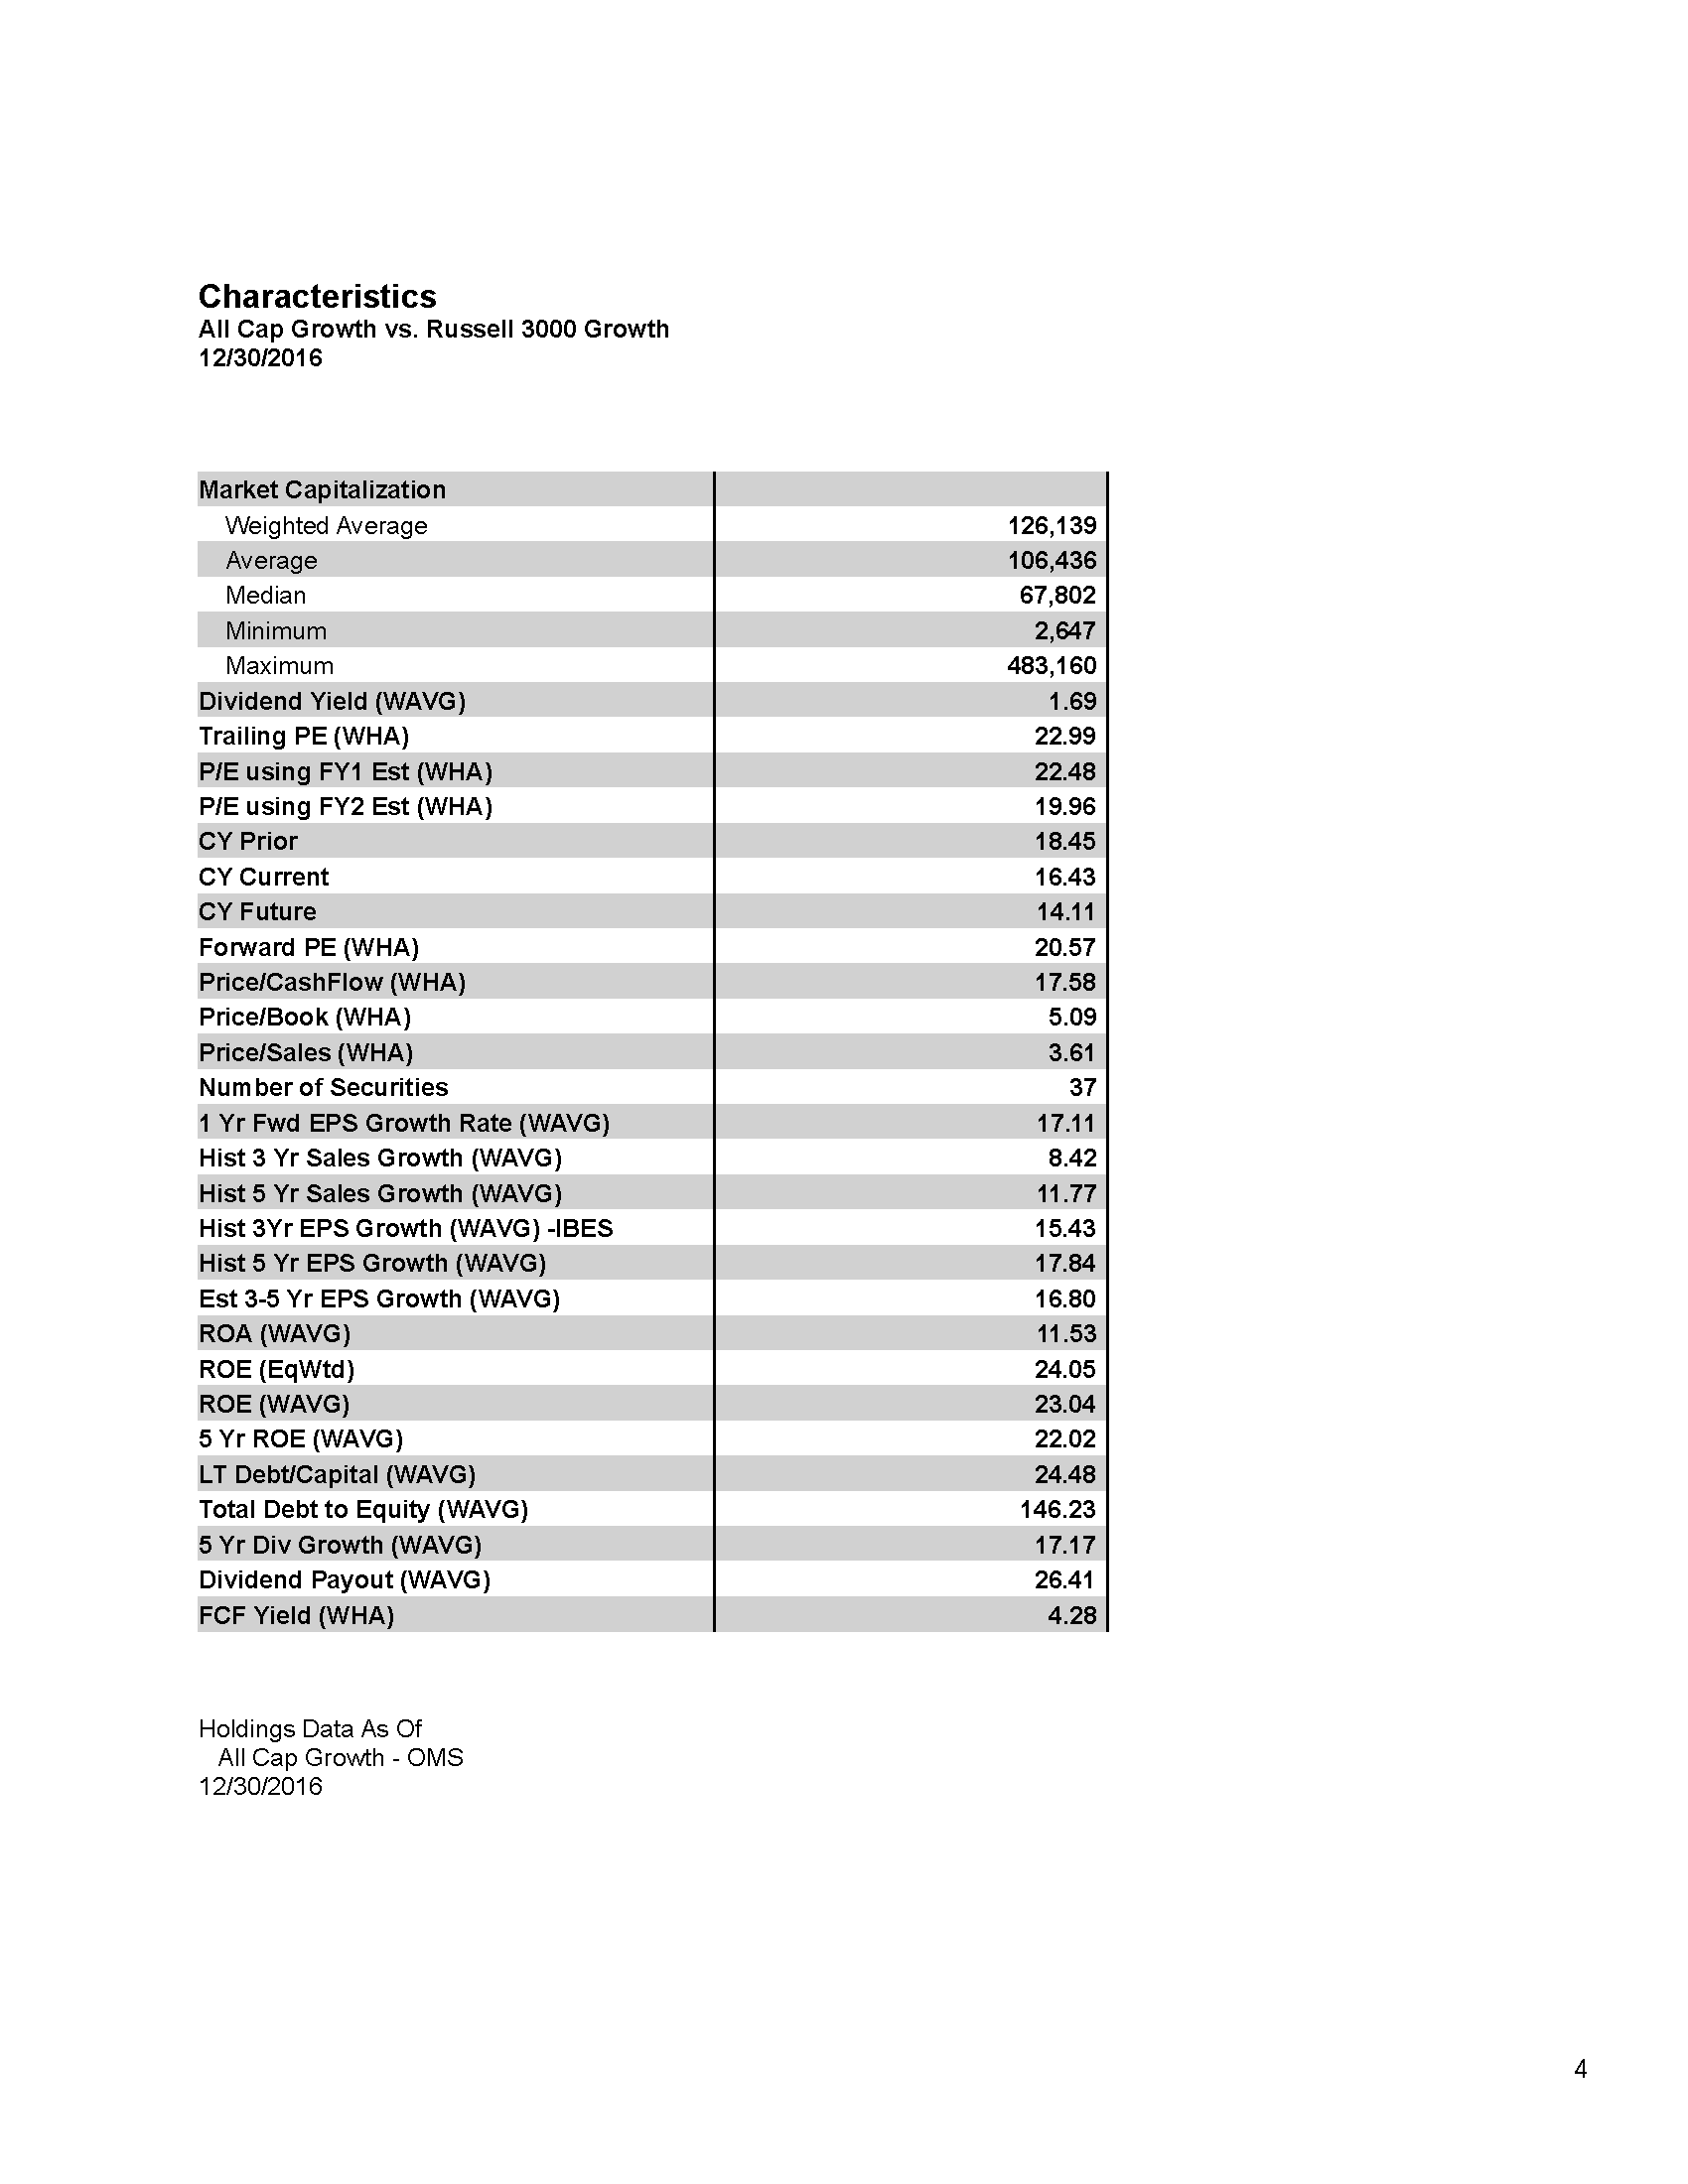 Characteristics
All Cap Growth vs. Russell 3000 Growth
12/30/2016
Market Capitalization
Weighted Average 126,139
Average 106,436
Median 67,802
Minimum 2,647
Maximum 483,160
Dividend Yield (WAVG) 1.69
Trailing PE (WHA) 22.99
P/E using FY1 Est (WHA) 22.48
P/E using FY2 Est (WHA) 19.96
CY Prior 18.45
CY Current 16.43
CY Future 14.11
Forward PE (WHA) 20.57
Price/CashFlow (WHA) 17.58
Price/Book (WHA) 5.09
Price/Sales (WHA) 3.61
Number of Securities 37
1 Yr Fwd EPS Growth Rate (WAVG) 17.11
Hist 3 Yr Sales Growth (WAVG) 8.42
Hist 5 Yr Sales Growth (WAVG) 11.77
Hist 3Yr EPS Growth (WAVG) -IBES 15.43
Hist 5 Yr EPS Growth (WAVG) 17.84
Est 3-5 Yr EPS Growth (WAVG) 16.80
ROA (WAVG) 11.53
ROE (EqWtd) 24.05
ROE (WAVG) 23.04
5 Yr ROE (WAVG) 22.02
LT Debt/Capital (WAVG) 24.48
Total Debt to Equity (WAVG) 146.23
5 Yr Div Growth (WAVG) 17.17
Dividend Payout (WAVG) 26.41
FCF Yield (WHA) 4.28
Holdings Data As Of
All Cap Growth - OMS
12/30/2016
4